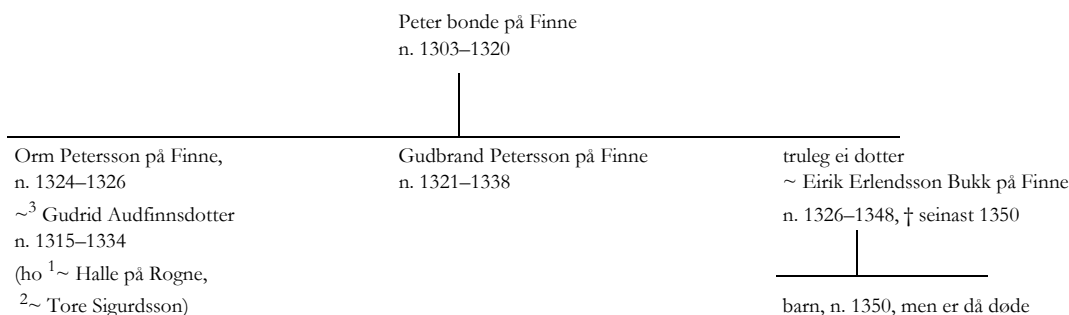 Peter bonde på Finne
n. 1303–1320
Orm Petersson på Finne,
n. 1324–1326
~3 Gudrid Audfinnsdotter
n. 1315–1334
(ho 1~ Halle på Rogne,
2~ Tore Sigurdsson)
Gudbrand Petersson på Finne
n. 1321–1338
truleg ei dotter
~ Eirik Erlendsson Bukk på Finne
n. 1326–1348, † seinast 1350
barn, n. 1350, men er då døde